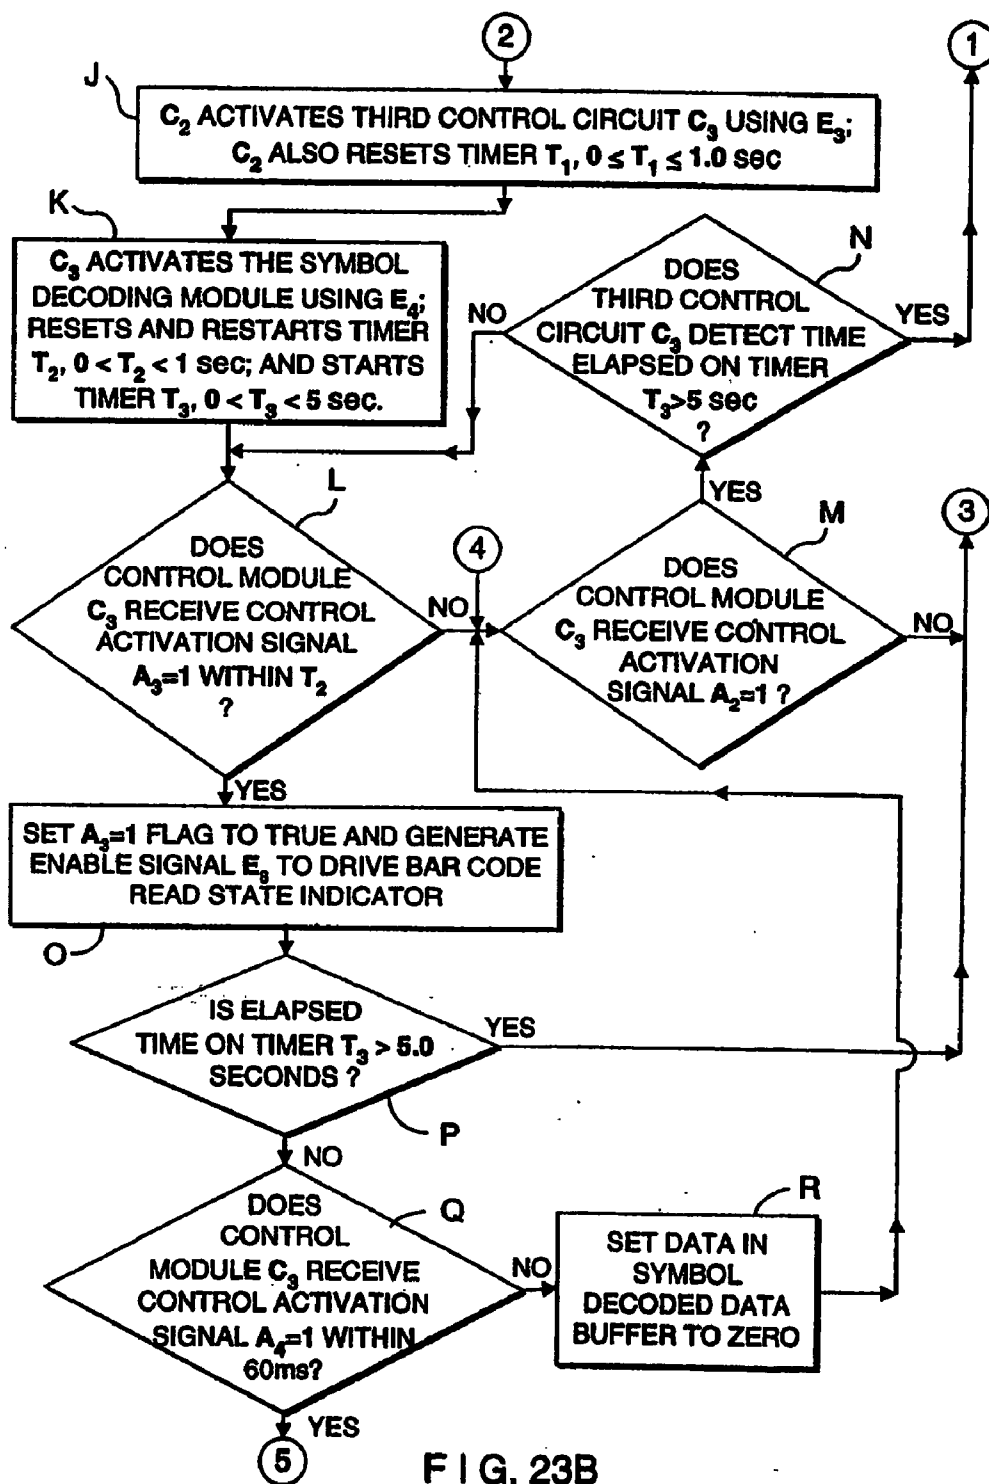 2
1
J
C₂ ACTIVATES THIRD CONTROL CIRCUIT C₃ USING E₃;
C₂ ALSO RESETS TIMER T₁, 0 ≤ T₁ ≤ 1.0 sec
K
C₃ ACTIVATES THE SYMBOL
DECODING MODULE USING E₄;
RESETS AND RESTARTS TIMER
T₂, 0 < T₂ < 1 sec; AND STARTS
TIMER T₃, 0 < T₃ < 5 sec.
N
DOES
THIRD CONTROL
CIRCUIT C₃ DETECT TIME
ELAPSED ON TIMER
T₃>5 sec
?
NO
YES
L
DOES
CONTROL MODULE
C₃ RECEIVE CONTROL
ACTIVATION SIGNAL
A₃=1 WITHIN T₂
?
NO
YES
4
YES
M
DOES
CONTROL MODULE
C₃ RECEIVE CONTROL
ACTIVATION
SIGNAL A₂=1 ?
NO
3
SET A₃=1 FLAG TO TRUE AND GENERATE
ENABLE SIGNAL E₈ TO DRIVE BAR CODE
READ STATE INDICATOR
O
IS ELAPSED
TIME ON TIMER T₃ > 5.0
SECONDS ?
YES
P
NO
DOES
CONTROL
MODULE C₃ RECEIVE
CONTROL ACTIVATION
SIGNAL A₄=1 WITHIN
60ms?
Q
NO
R
SET DATA IN
SYMBOL
DECODED DATA
BUFFER TO ZERO
YES
5
FIG. 23B